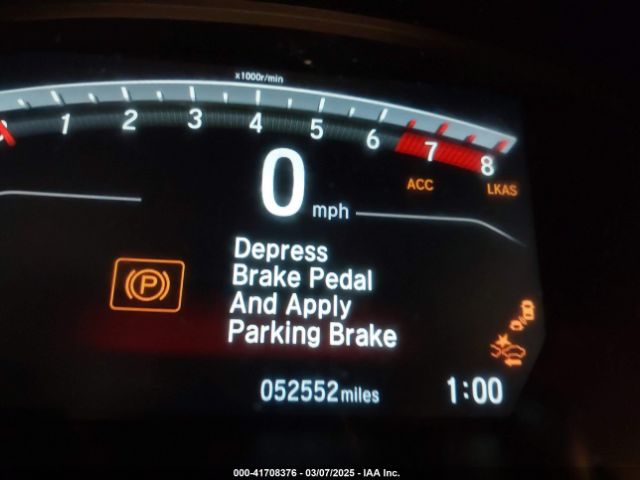 x1000r/min
1 2 3 4 5 6 7 8
0 mph
ACC LKAS
Depress
Brake Pedal
And Apply
Parking Brake
(P)
052552 miles 1:00
000-41708376 - 03/07/2025 - IAA Inc.